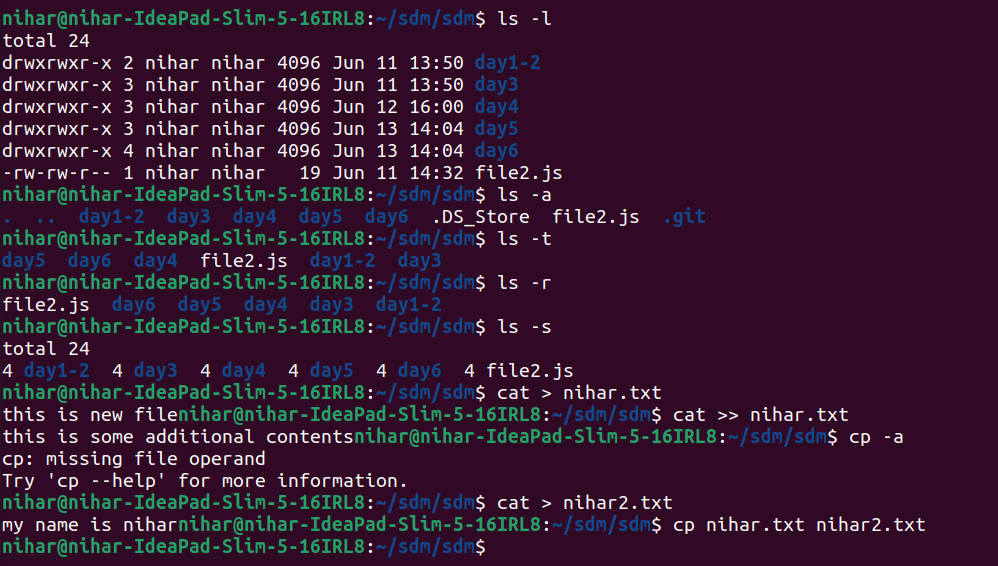 nihar@nihar-IdeaPad-Slim-5-16IRL8:~/sdm/sdm$ ls -l
total 24
drwxrwxr-x 2 nihar nihar 4096 Jun 11 13:50 day1-2
drwxrwxr-x 3 nihar nihar 4096 Jun 11 13:50 day3
drwxrwxr-x 3 nihar nihar 4096 Jun 12 16:00 day4
drwxrwxr-x 3 nihar nihar 4096 Jun 13 14:04 day5
drwxrwxr-x 4 nihar nihar 4096 Jun 13 14:04 day6
-rw-rw-r-- 1 nihar nihar   19 Jun 11 14:32 file2.js
nihar@nihar-IdeaPad-Slim-5-16IRL8:~/sdm/sdm$ ls -a
.  ..  day1-2  day3  day4  day5  day6  .DS_Store  file2.js  .git
nihar@nihar-IdeaPad-Slim-5-16IRL8:~/sdm/sdm$ ls -t
day5  day6  day4  file2.js  day1-2  day3
nihar@nihar-IdeaPad-Slim-5-16IRL8:~/sdm/sdm$ ls -r
file2.js  day6  day5  day4  day3  day1-2
nihar@nihar-IdeaPad-Slim-5-16IRL8:~/sdm/sdm$ ls -s
total 24
4 day1-2  4 day3  4 day4  4 day5  4 day6  4 file2.js
nihar@nihar-IdeaPad-Slim-5-16IRL8:~/sdm/sdm$ cat > nihar.txt
this is new filenihar@nihar-IdeaPad-Slim-5-16IRL8:~/sdm/sdm$ cat >> nihar.txt
this is some additional contentsnihar@nihar-IdeaPad-Slim-5-16IRL8:~/sdm/sdm$ cp -a
cp: missing file operand
Try 'cp --help' for more information.
nihar@nihar-IdeaPad-Slim-5-16IRL8:~/sdm/sdm$ cat > nihar2.txt
my name is niharnihar@nihar-IdeaPad-Slim-5-16IRL8:~/sdm/sdm$ cp nihar.txt nihar2.txt
nihar@nihar-IdeaPad-Slim-5-16IRL8:~/sdm/sdm$